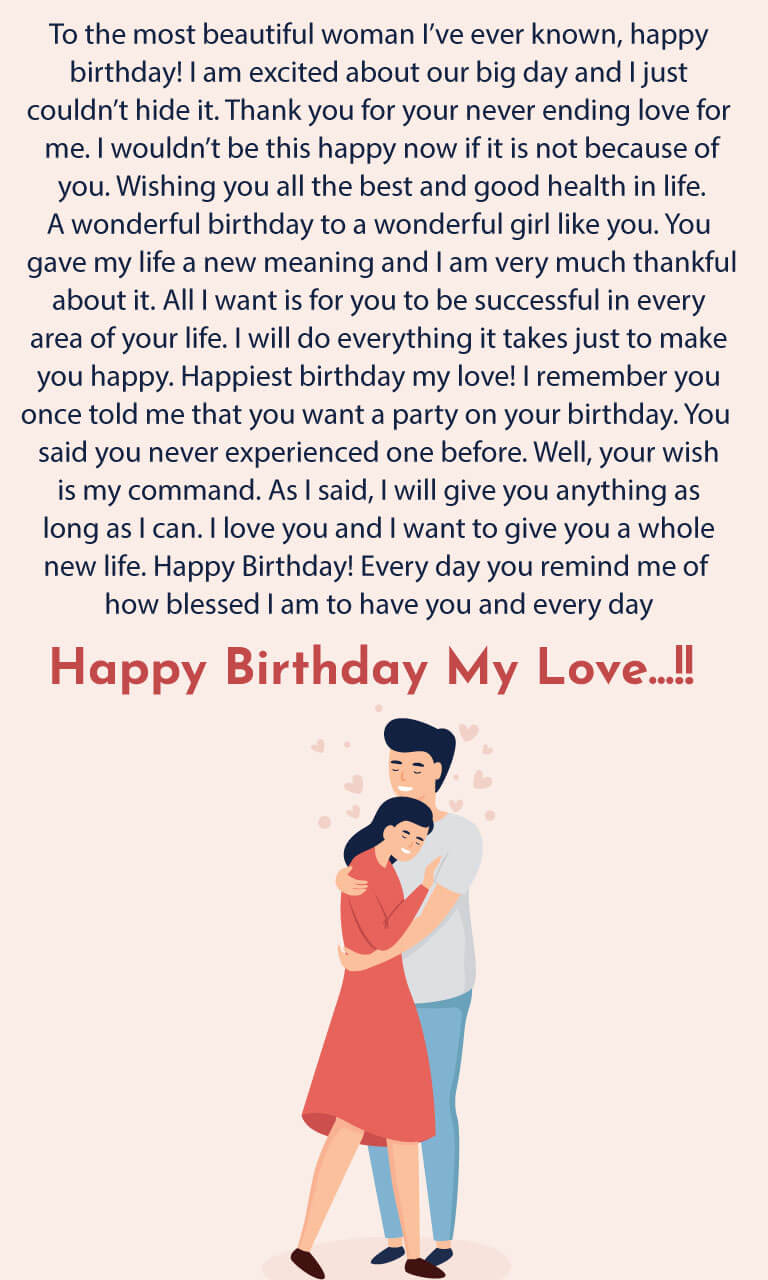 To the most beautiful woman I’ve ever known, happy
birthday! I am excited about our big day and I just
couldn’t hide it. Thank you for your never ending love for
me. I wouldn’t be this happy now if it is not because of
you. Wishing you all the best and good health in life.
A wonderful birthday to a wonderful girl like you. You
gave my life a new meaning and I am very much thankful
about it. All I want is for you to be successful in every
area of your life. I will do everything it takes just to make
you happy. Happiest birthday my love! I remember you
once told me that you want a party on your birthday. You
said you never experienced one before. Well, your wish
is my command. As I said, I will give you anything as
long as I can. I love you and I want to give you a whole
new life. Happy Birthday! Every day you remind me of
how blessed I am to have you and every day
Happy Birthday My Love...!!